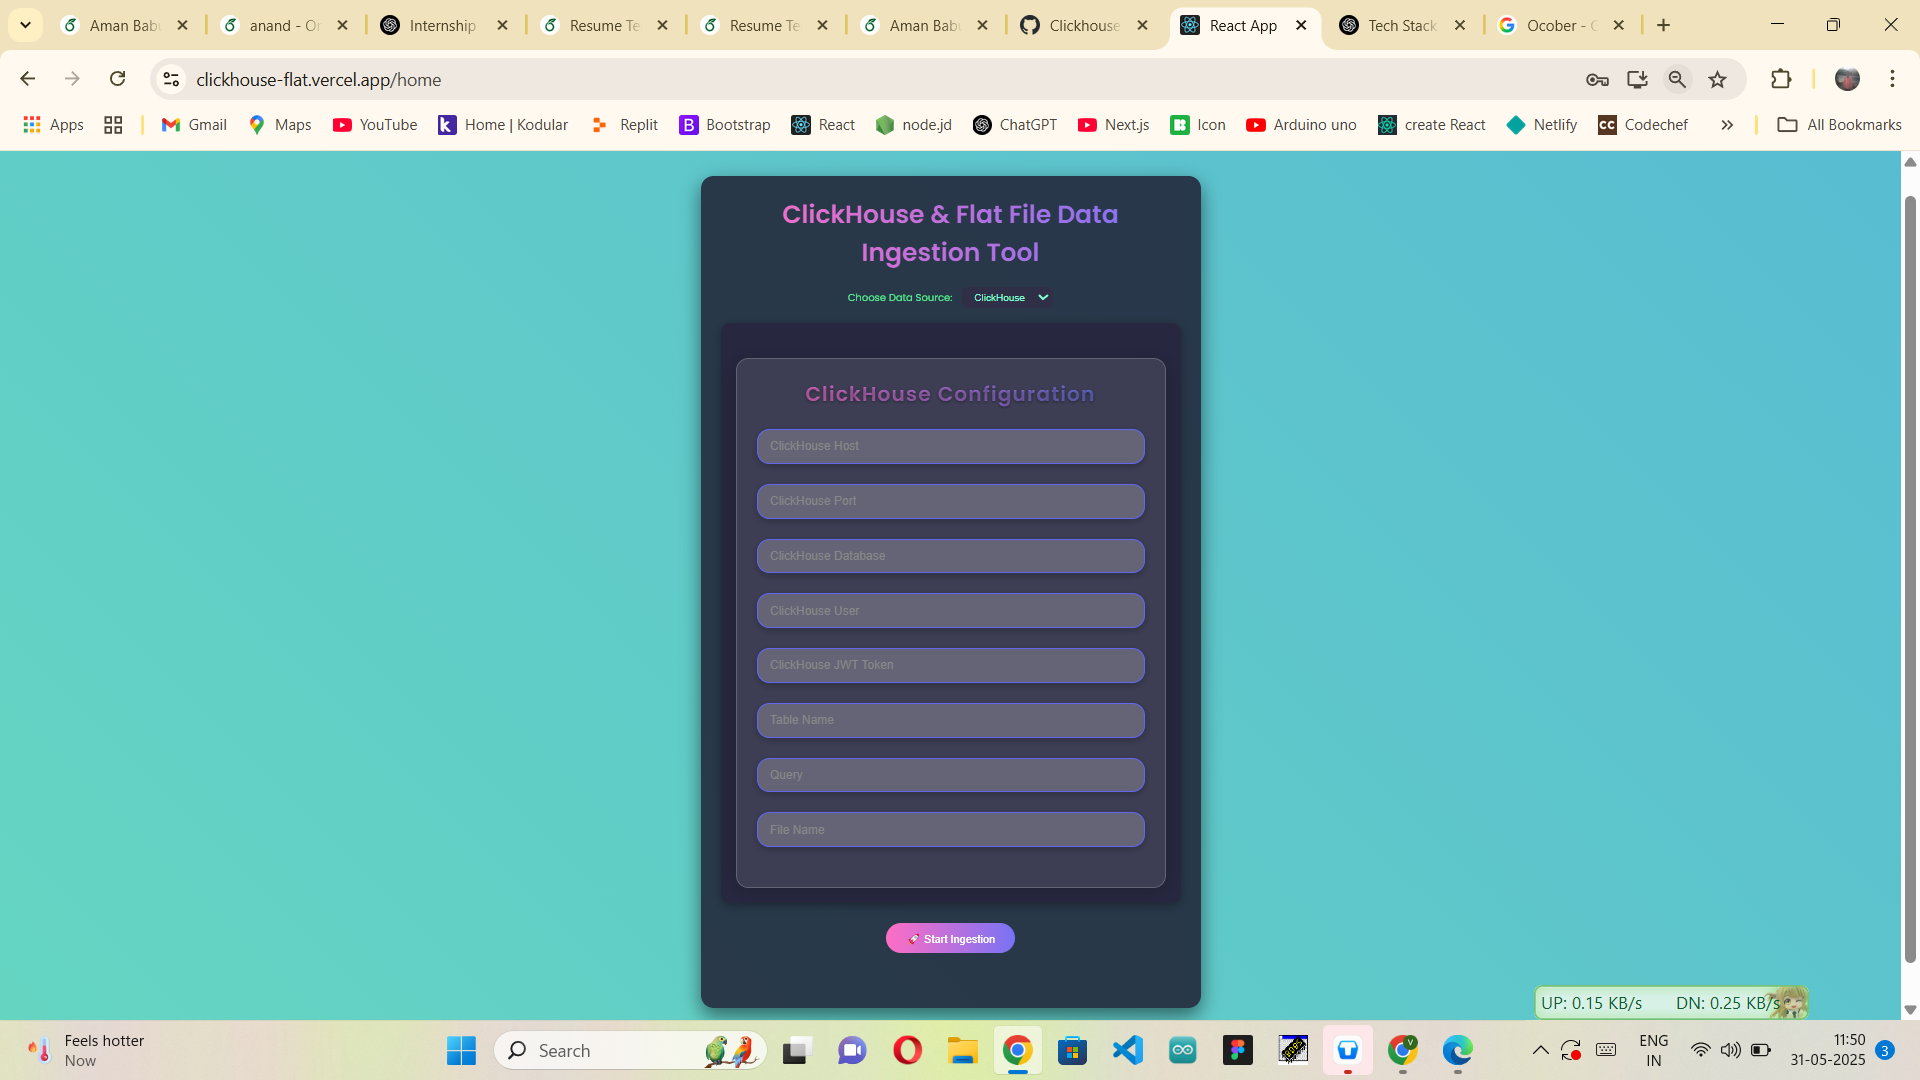 Aman Bab
anand - Or
Internship
Resume Te
Resume Te
Aman Bab
Clickhouse
React App
Tech Stack
Ocober - G
clickhouse-flat.vercel.app/home
Apps
Gmail
Maps
YouTube
Home | Kodular
Replit
Bootstrap
React
node.jd
ChatGPT
Next.js
Icon
Arduino uno
create React
Netlify
Codechef
All Bookmarks
ClickHouse & Flat File Data
Ingestion Tool
Choose Data Source: ClickHouse
ClickHouse Configuration
ClickHouse Host
ClickHouse Port
ClickHouse Database
ClickHouse User
ClickHouse JWT Token
Table Name
Query
File Name
🚀 Start Ingestion
UP: 0.15 KB/s DN: 0.25 KB/s
Feels hotter
Now
Search
ENG
IN
11:50
31-05-2025
3